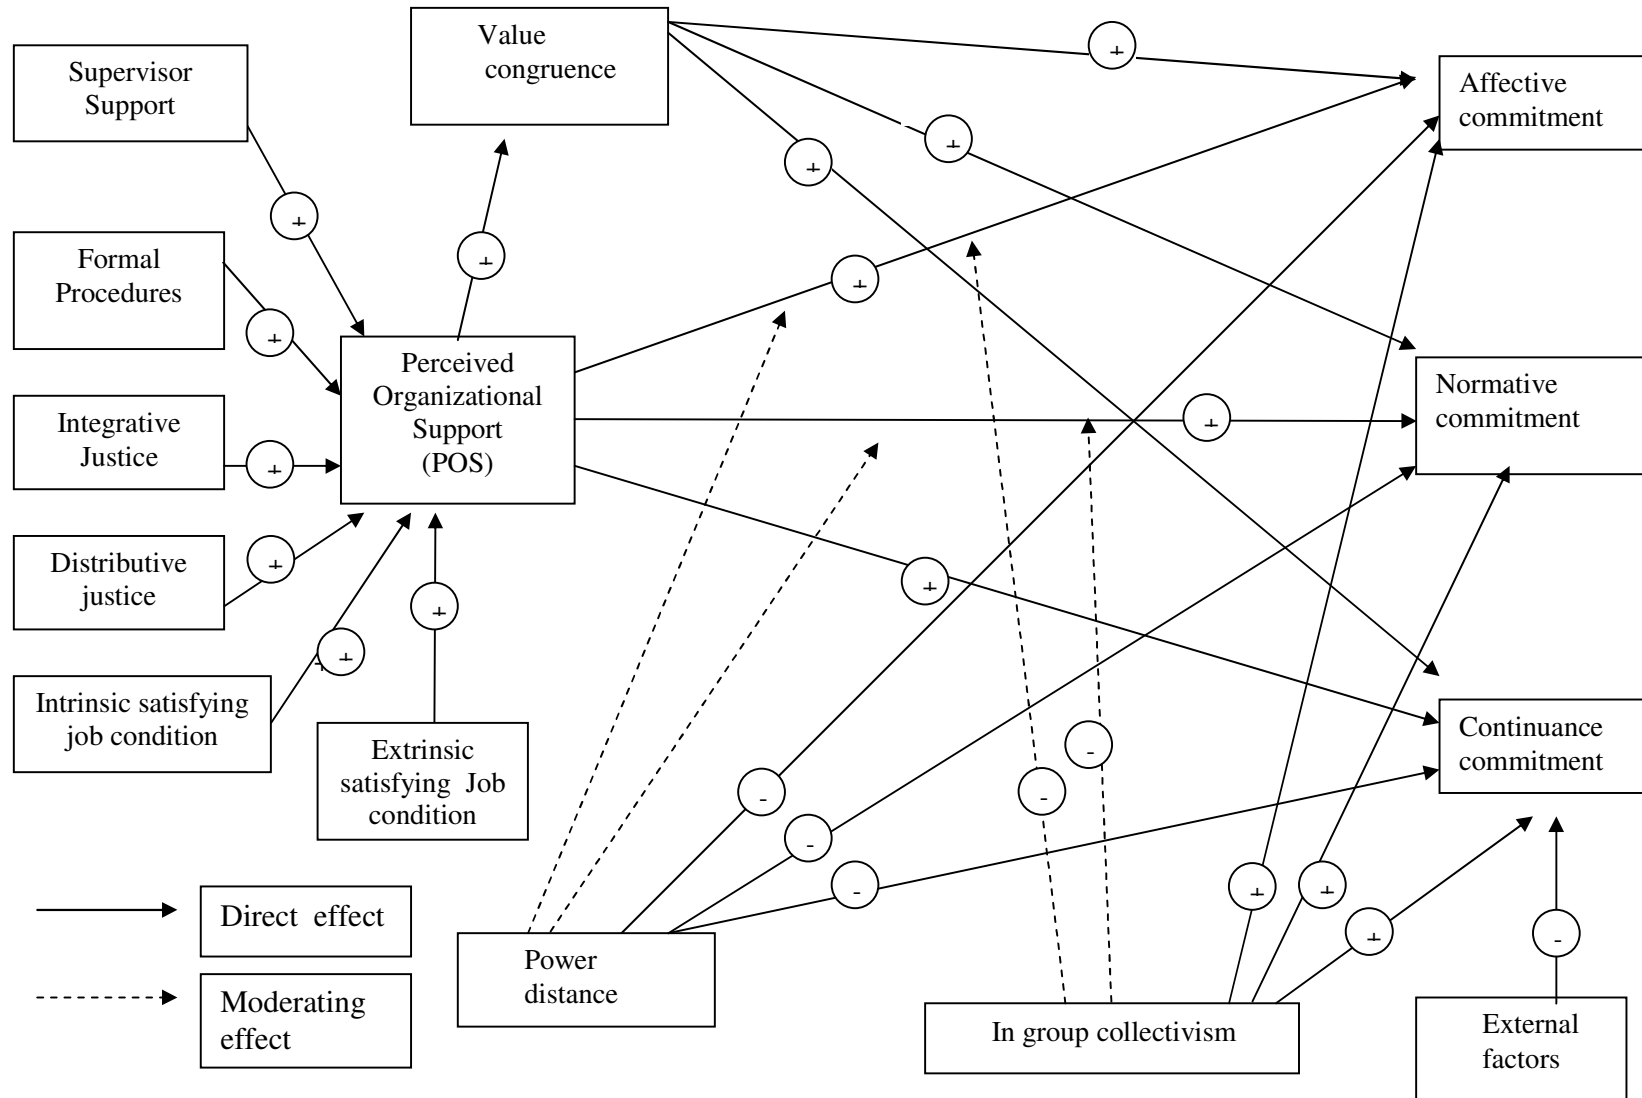 Value
congruence
Supervisor
Support
Affective
commitment
+
+
+
+
Formal
Procedures
+
+
+
Perceived
Organizational
Support
(POS)
Normative
commitment
Integrative
Justice
+
+
+
Distributive
justice
+
+
+
Intrinsic satisfying
job condition
+
+
Extrinsic
satisfying Job
condition
Continuance
commitment
-
-
-
-
-
+
+
+
-
Direct effect
Moderating
effect
Power
distance
In group collectivism
External
factors